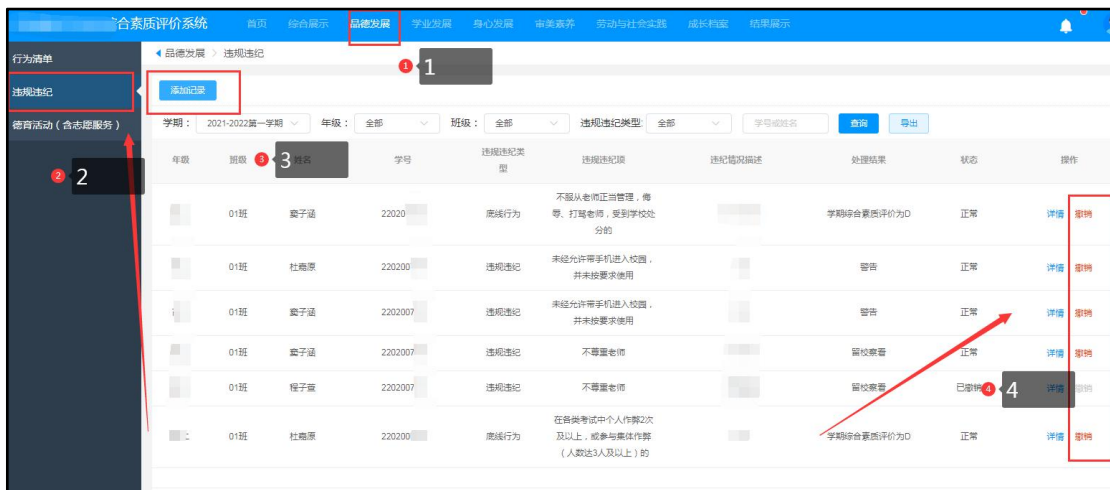 合素质评价系统 首页 综合展示 品德发展 学业发展 身心发展 审美素养 劳动与社会实践 成长档案 结果展示
行为清单
违规违纪
德育活动（含志愿服务）
品德发展 > 违规违纪
1 1
2 2
添加记录
学期： 2021-2022第一学期 年级： 全部 班级： 全部 违规违纪类型: 全部 学号或姓名 查询 导出
年级 班级 3 3 姓名 学号 违规违纪类型 违规违纪项 违纪情况描述 处理结果 状态 操作
01班 窦子涵 22020 底线行为 不服从老师正当管理，侮辱、打骂老师，受到学校处分的 学期综合素质评价为D 正常 详情 撤销
01班 杜嘉原 220200 违规违纪 未经允许带手机进入校园，并未按要求使用 警告 正常 详情 撤销
01班 窦子涵 2202007 违规违纪 未经允许带手机进入校园，并未按要求使用 警告 正常 详情 撤销
01班 窦子涵 2202007 违规违纪 不尊重老师 留校察看 正常 详情 撤销
01班 程子萱 2202007 违规违纪 不尊重老师 留校察看 已撤销 4 4 详情 撤销
01班 杜嘉原 220200 底线行为 在各类考试中个人作弊2次及以上，或参与集体作弊（人数达3人及以上）的 学期综合素质评价为D 正常 详情 撤销